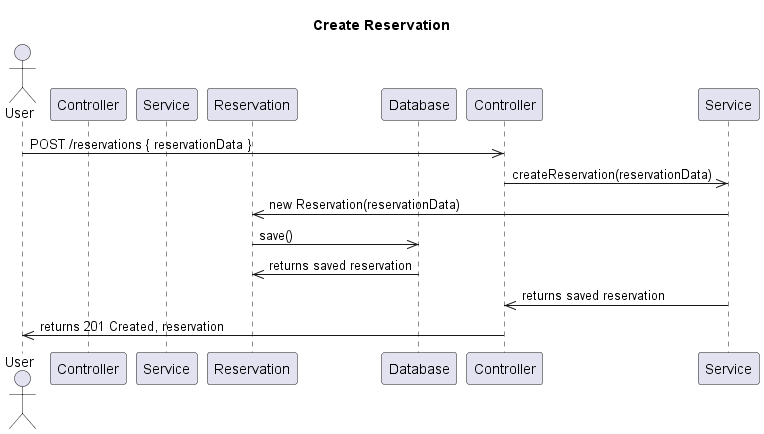 Create Reservation
User
Controller
Service
Reservation
Database
Controller
Service
POST /reservations { reservationData }
createReservation(reservationData)
new Reservation(reservationData)
save()
returns saved reservation
returns saved reservation
returns 201 Created, reservation
User
Controller
Service
Reservation
Database
Controller
Service